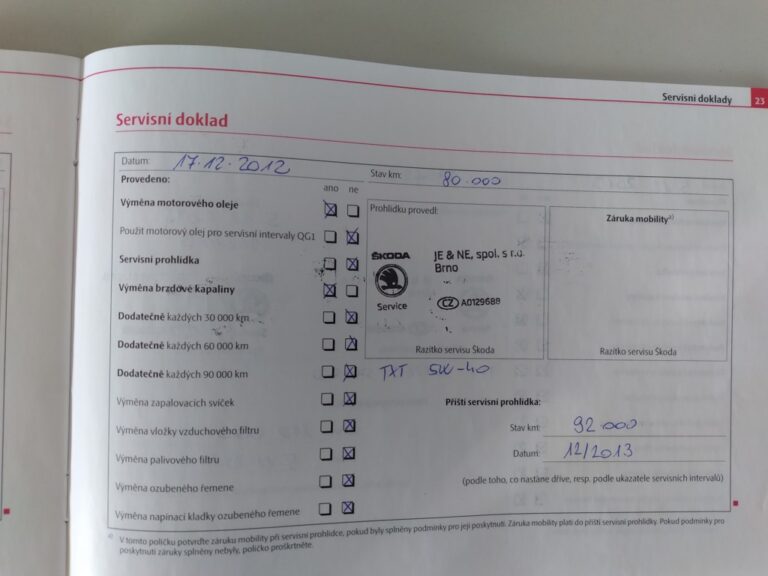 Servisní doklady 23
Servisní doklad
Datum: 17.12.2012 Stav km: 80.000
Provedeno: ano ne
Výměna motorového oleje
Použit motorový olej pro servisní intervaly QG1
Servisní prohlídka
Výměna brzdové kapaliny
Dodatečně každých 30 000 km
Dodatečně každých 60 000 km
Dodatečně každých 90 000 km
Výměna zapalovacích svíček
Výměna vložky vzduchového filtru
Výměna palivového filtru
Výměna ozubeného řemene
Výměna napínací kladky ozubeného řemene
Prohlídku provedl:
ŠKODA
Service
JE & NE, spol. s r.o.
Brno
CZ A0129688
Razítko servisu Škoda
Záruka mobility a)
Razítko servisu Škoda
TXT 5W-40
Příští servisní prohlídka:
Stav km: 92 000
Datum: 12/2013
(podle toho, co nastane dříve, resp. podle ukazatele servisních intervalů)
a) V tomto políčku potvrďte záruku mobility při servisní prohlídce, pokud byly splněny podmínky pro její poskytnutí. Záruka mobility platí do příští servisní prohlídky. Pokud podmínky pro
poskytnutí záruky splněny nebyly, políčko proškrtněte.